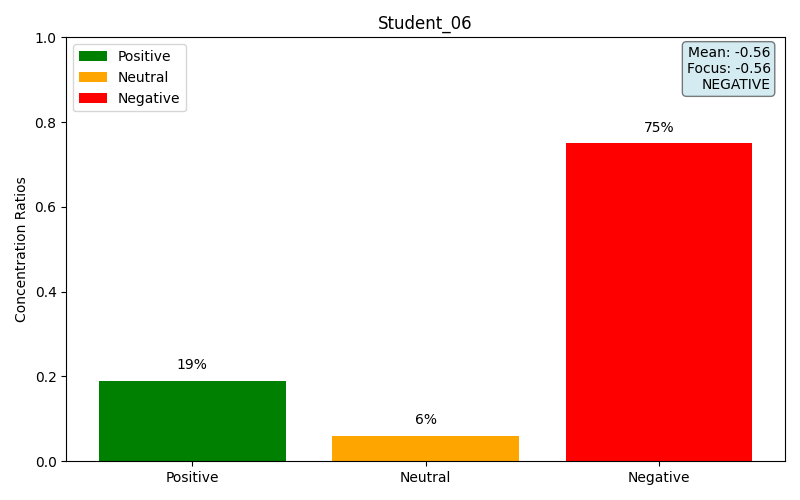 Student_06
Concentration Ratios
1.0
0.8
0.6
0.4
0.2
0.0
Positive
Neutral
Negative
Mean: -0.56
Focus: -0.56
NEGATIVE
19%
6%
75%
Positive
Neutral
Negative